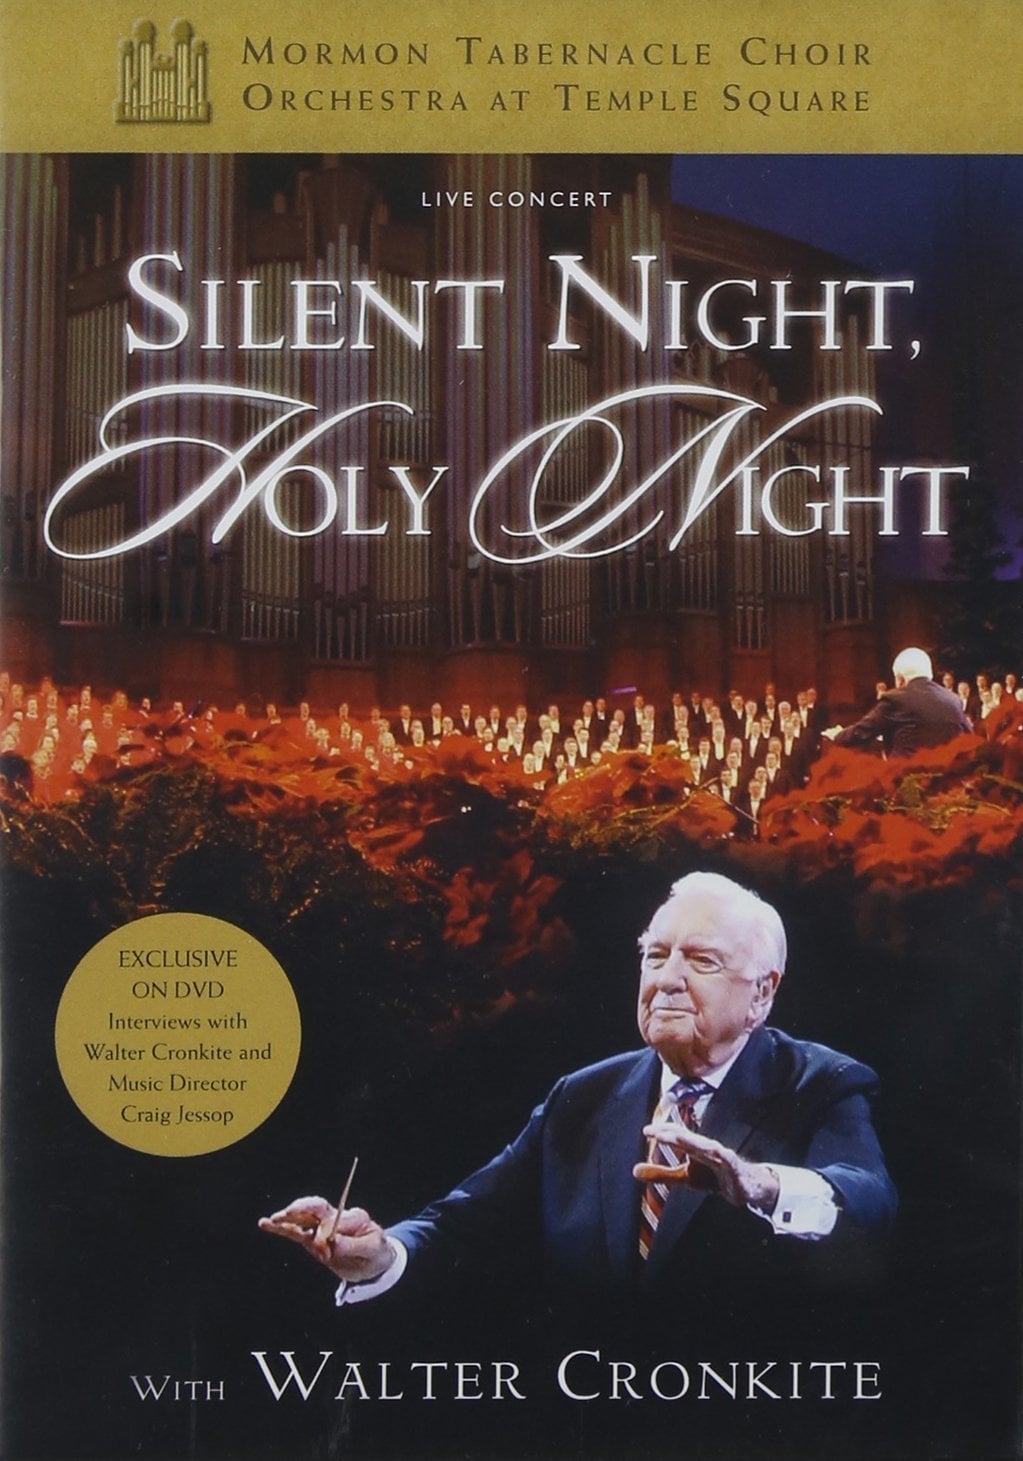 MORMON TABERNACLE CHOIR
ORCHESTRA AT TEMPLE SQUARE
LIVE CONCERT
SILENT NIGHT,
HOLY NIGHT
EXCLUSIVE
ON DVD
Interviews with
Walter Cronkite and
Music Director
Craig Jessop
WITH WALTER CRONKITE